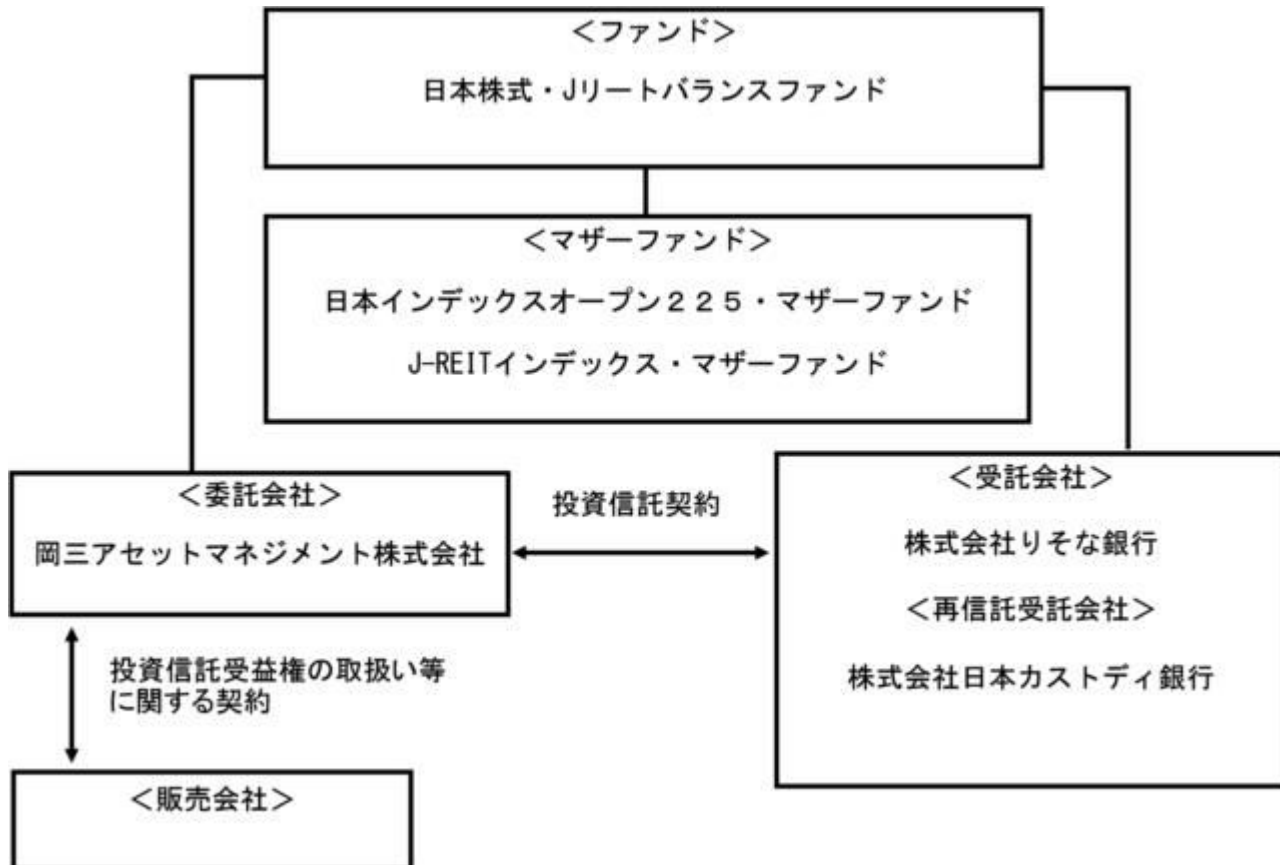 ＜ファンド＞
日本株式・Jリートバランスファンド
＜マザーファンド＞
日本インデックスオープン２２５・マザーファンド
J-REITインデックス・マザーファンド
＜委託会社＞
岡三アセットマネジメント株式会社
投資信託契約
＜受託会社＞
株式会社りそな銀行
＜再信託受託会社＞
株式会社日本カストディ銀行
投資信託受益権の取扱い等
に関する契約
＜販売会社＞